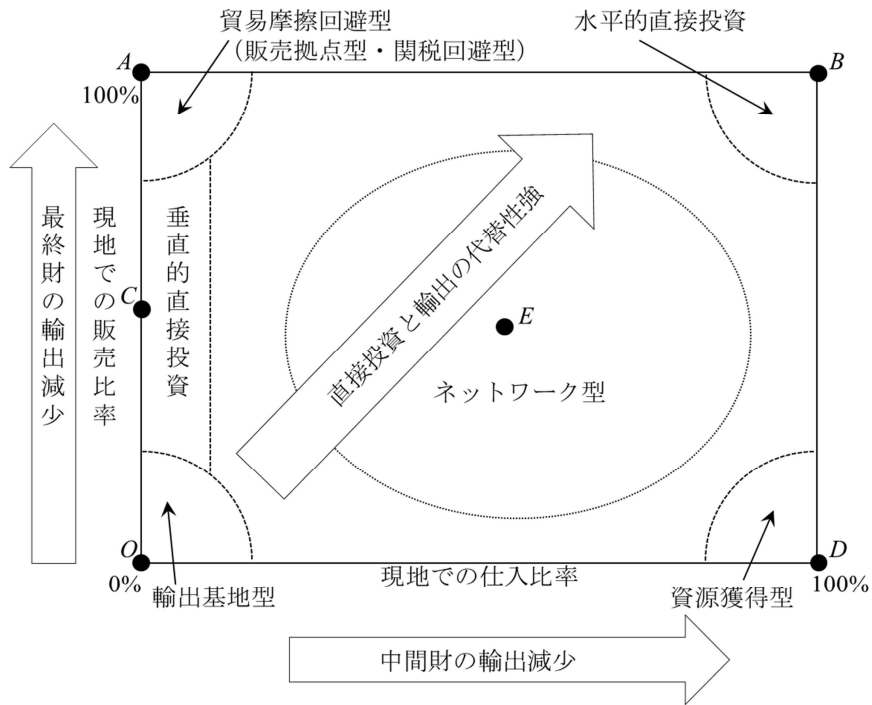 貿易摩擦回避型
（販売拠点型・関税回避型）
水平的直接投資
A
100%
B
最終財の輸出減少
現地での販売比率
垂直的直接投資
C
直接投資と輸出の代替性強
E
ネットワーク型
O
0%
D
100%
輸出基地型
現地での仕入比率
資源獲得型
中間財の輸出減少